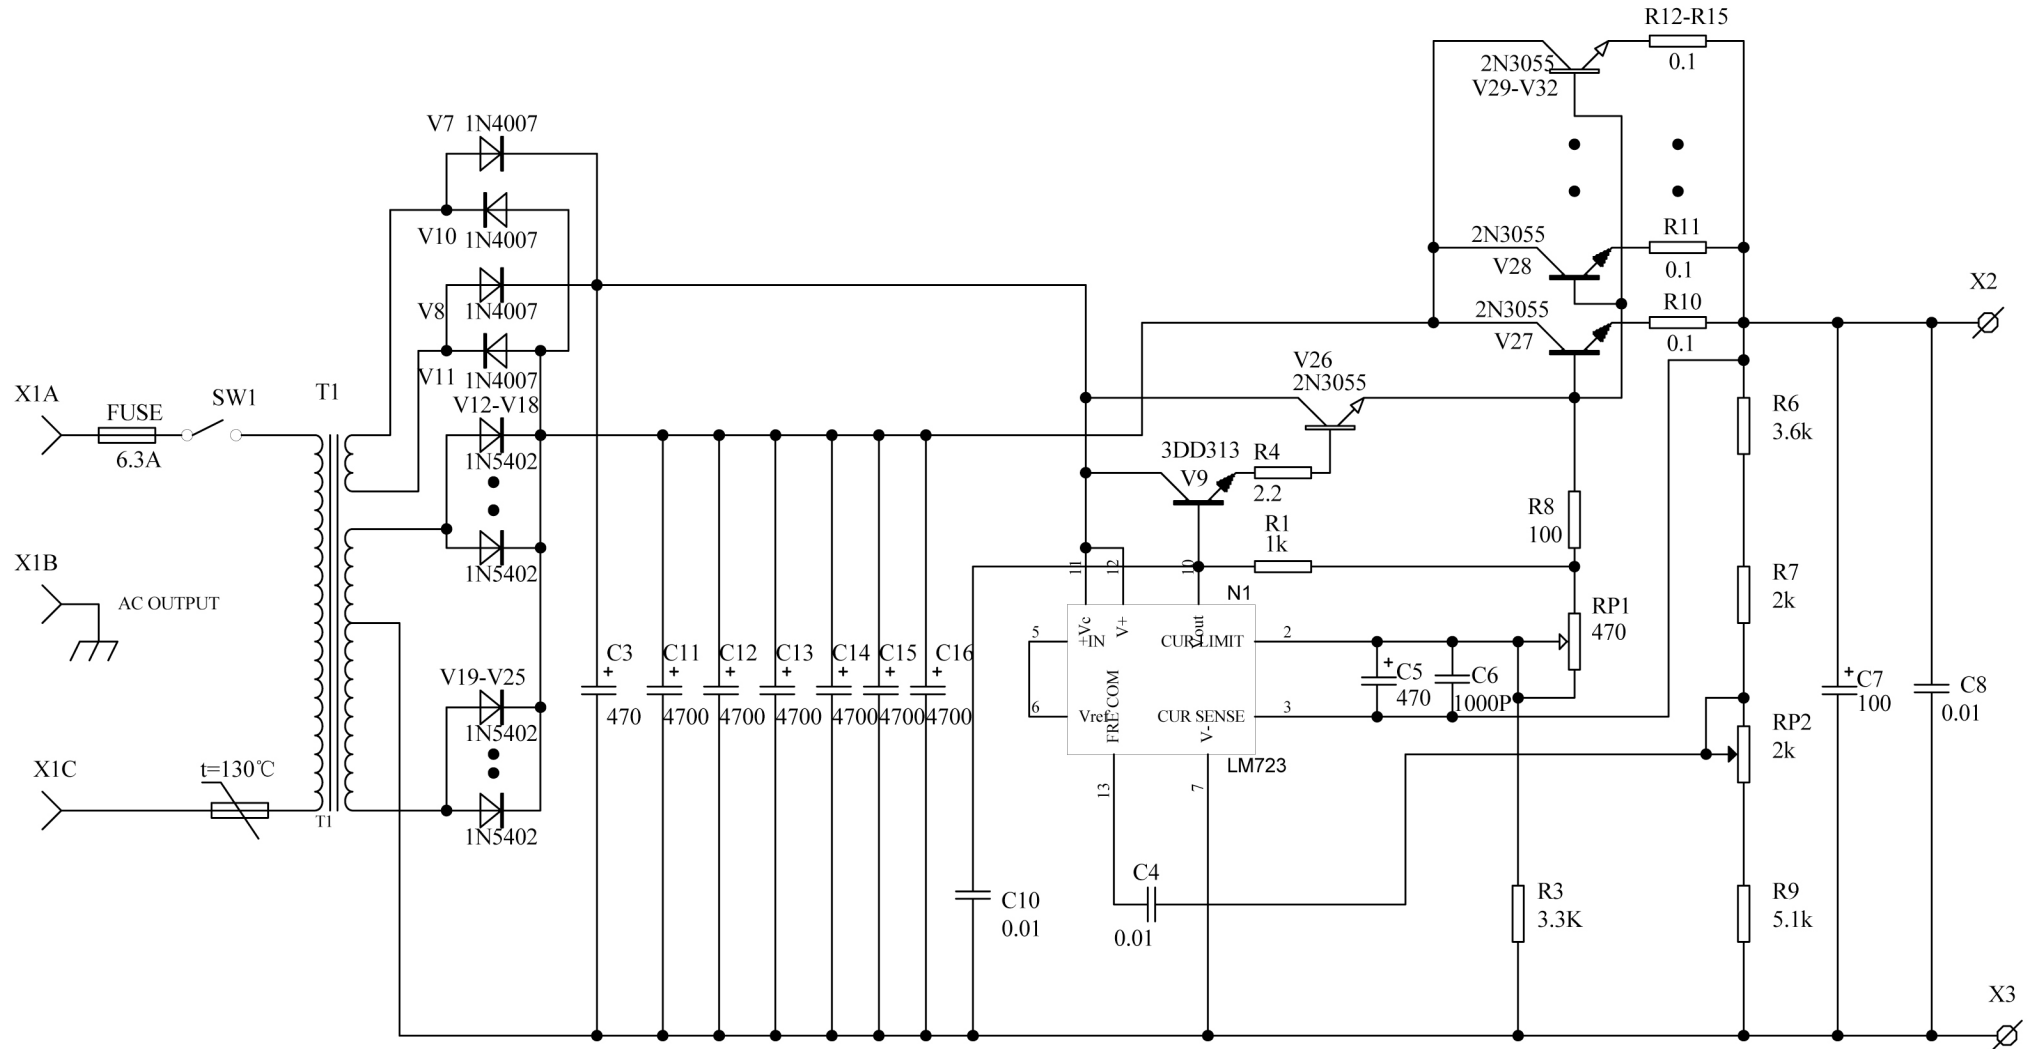 R12-R15
0.1
2N3055
V29-V32
V7 1N4007
V10 1N4007
V8 1N4007
V11 1N4007
V12-V18
1N5402
1N5402
V19-V25
1N5402
1N5402
X1A
FUSE
6.3A
SW1
T1
X1B
AC OUTPUT
X1C
t=130℃
T1
C3
+
470
C11
+
4700
C12
+
4700
C13
+
4700
C14
+
4700
C15
+
4700
C16
+
4700
C10
0.01
2N3055
V28
R11
0.1
2N3055
V27
R10
0.1
X2
V26
2N3055
3DD313
V9
R4
2.2
R1
1k
R8
100
11
12
10
N1
Vc
V+
Vout
5
+IN
CUR LIMIT
2
6
Vref
CUR SENSE
3
FRE COM
V-
LM723
13
7
C4
0.01
+
C5
470
C6
1000P
RP1
470
R3
3.3K
R6
3.6k
R7
2k
RP2
2k
R9
5.1k
+
C7
100
C8
0.01
X3